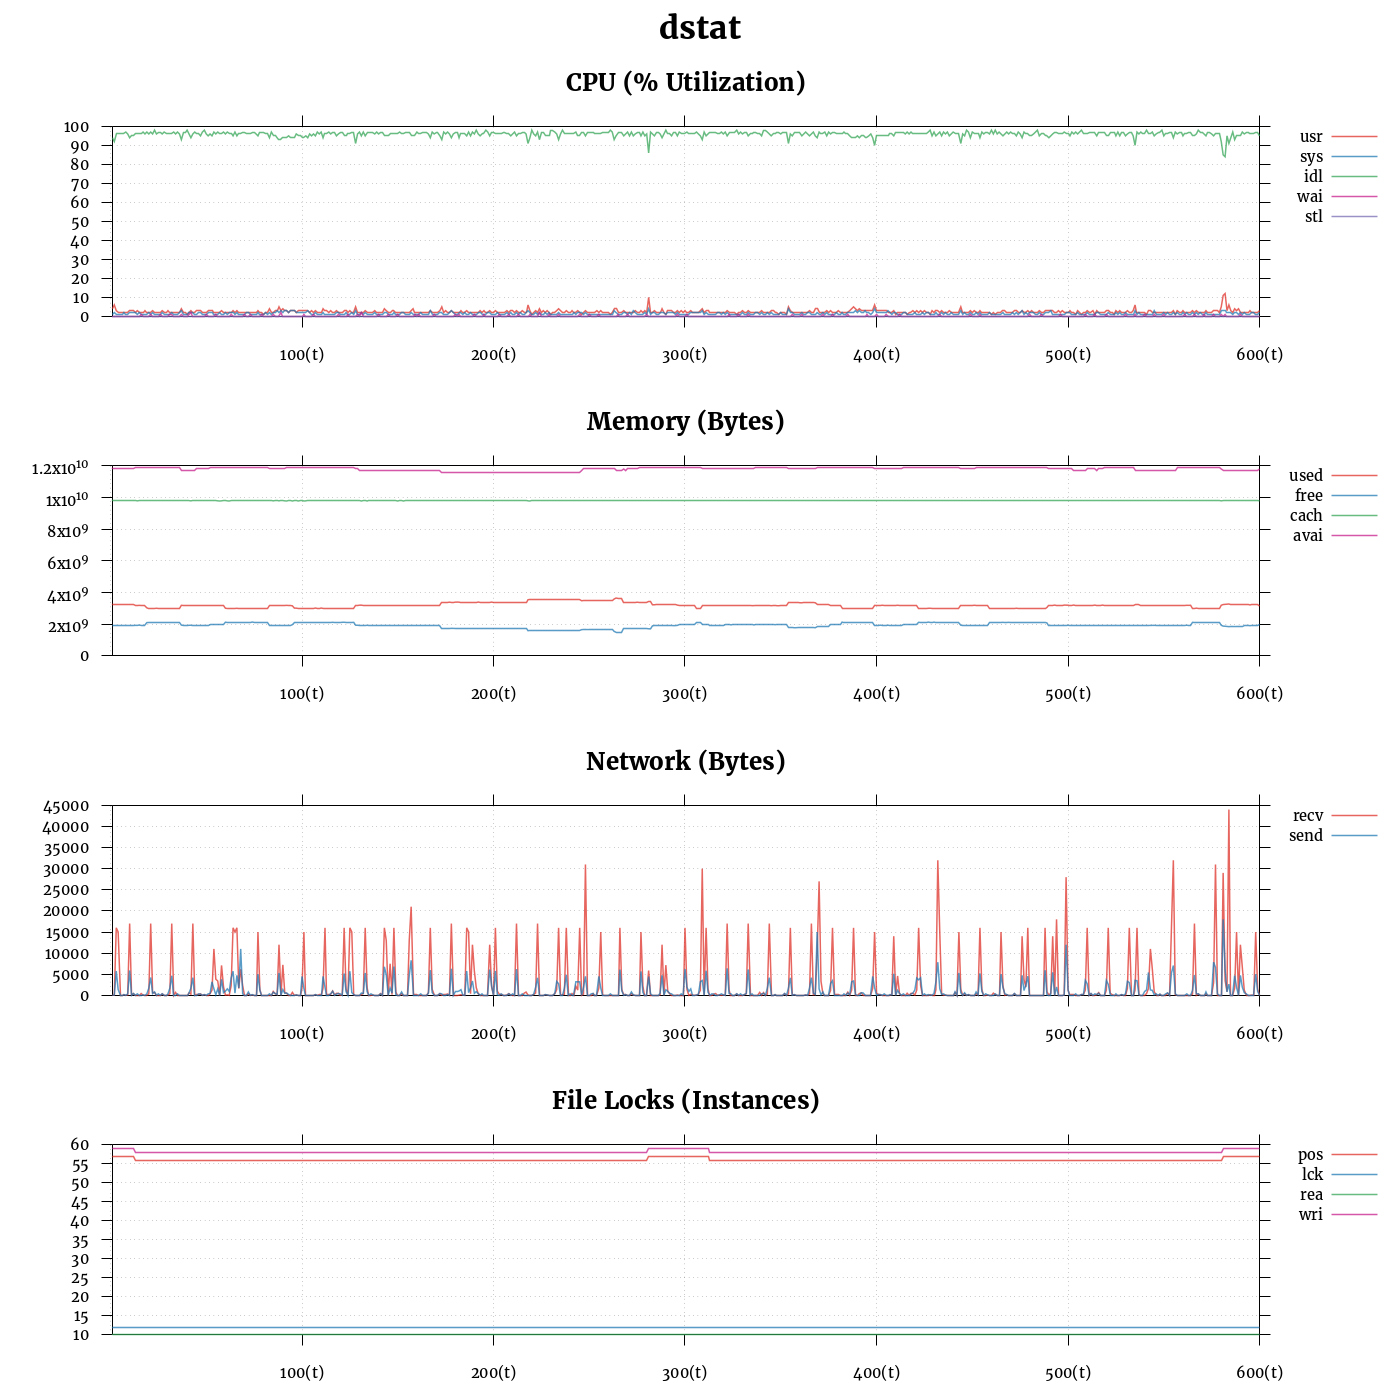 dstat
CPU (% Utilization)
100
90
80
70
60
50
40
30
20
10
0
usr
sys
idl
wai
stl
100(t) 200(t) 300(t) 400(t) 500(t) 600(t)
Memory (Bytes)
1.2x10^10
1x10^10
8x10^9
6x10^9
4x10^9
2x10^9
0
used
free
cach
avai
100(t) 200(t) 300(t) 400(t) 500(t) 600(t)
Network (Bytes)
45000
40000
35000
30000
25000
20000
15000
10000
5000
0
recv
send
100(t) 200(t) 300(t) 400(t) 500(t) 600(t)
File Locks (Instances)
60
55
50
45
40
35
30
25
20
15
10
pos
lck
rea
wri
100(t) 200(t) 300(t) 400(t) 500(t) 600(t)